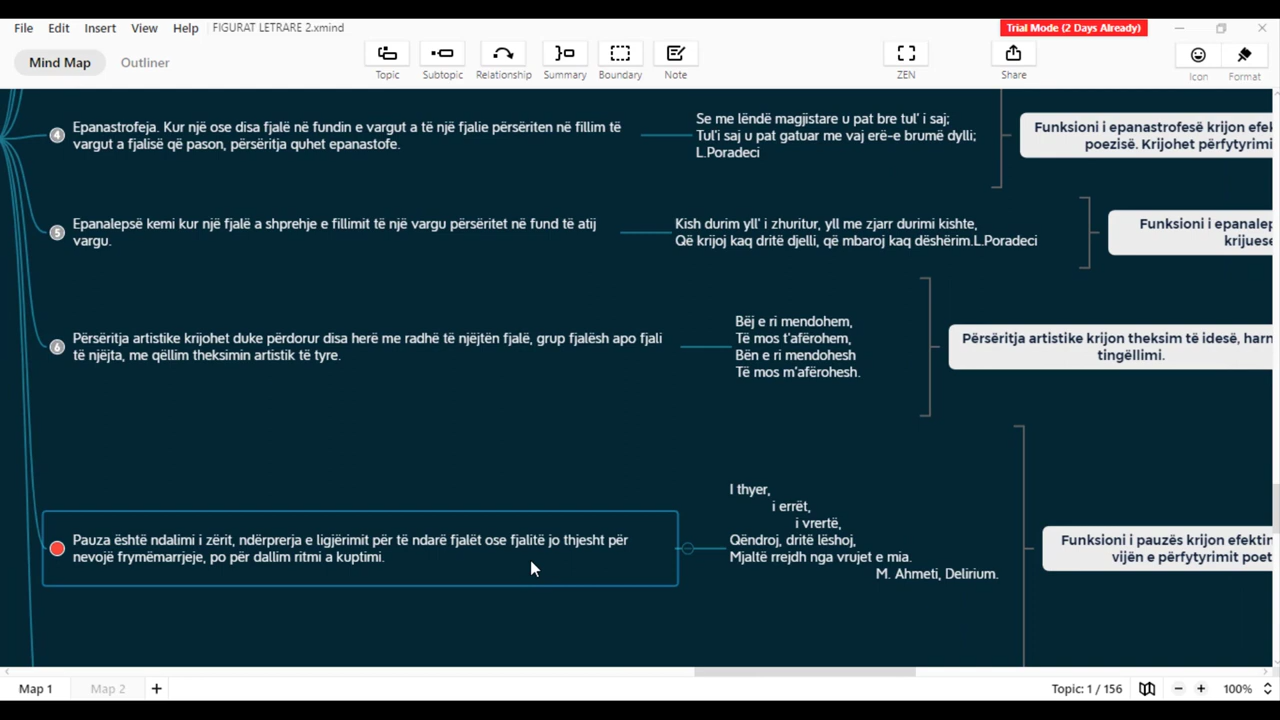 File Edit Insert View Help FIGURAT LETRARE 2.xmind Trial Mode (2 Days Already)
Mind Map Outliner
Topic Subtopic Relationship Summary Boundary Note ZEN Share Icon Format
4 Epanastrofeja. Kur një ose disa fjalë në fundin e vargut a të një fjalie përsëriten në fillim të
vargut a fjalisë që pason, përsëritja quhet epanastofe.
Se me lëndë magjistare u pat bre tul' i saj;
Tul'i saj u pat gatuar me vaj erë-e brumë dylli;
L.Poradeci
Funksioni i epanastrofesë krijon efek
poezisë. Krijohet përfytyrimi
5 Epanalepsë kemi kur një fjalë a shprehje e fillimit të një vargu përsëritet në fund të atij
vargu.
Kish durim yll' i zhuritur, yll me zjarr durimi kishte,
Që krijoj kaq dritë djelli, që mbaroj kaq dëshërim.L.Poradeci
Funksioni i epanalep
krijuese
6 Përsëritja artistike krijohet duke përdorur disa herë me radhë të njëjtën fjalë, grup fjalësh apo fjali
të njëjta, me qëllim theksimin artistik të tyre.
Bëj e ri mendohem,
Të mos t'afërohem,
Bën e ri mendohesh
Të mos m'afërohesh.
Përsëritja artistike krijon theksim të idesë, harn
tingëllimi.
Pauza është ndalimi i zërit, ndërprerja e ligjërimit për të ndarë fjalët ose fjalitë jo thjesht për
nevojë frymëmarrjeje, po për dallim ritmi a kuptimi.
I thyer,
i errët,
i vrertë,
Qëndroj, dritë lëshoj,
Mjaltë rrejdh nga vrujet e mia.
M. Ahmeti, Delirium.
Funksioni i pauzës krijon efektin
vijën e përfytyrimit poet
Map 1 Map 2 + Topic: 1 / 156 − + 100%